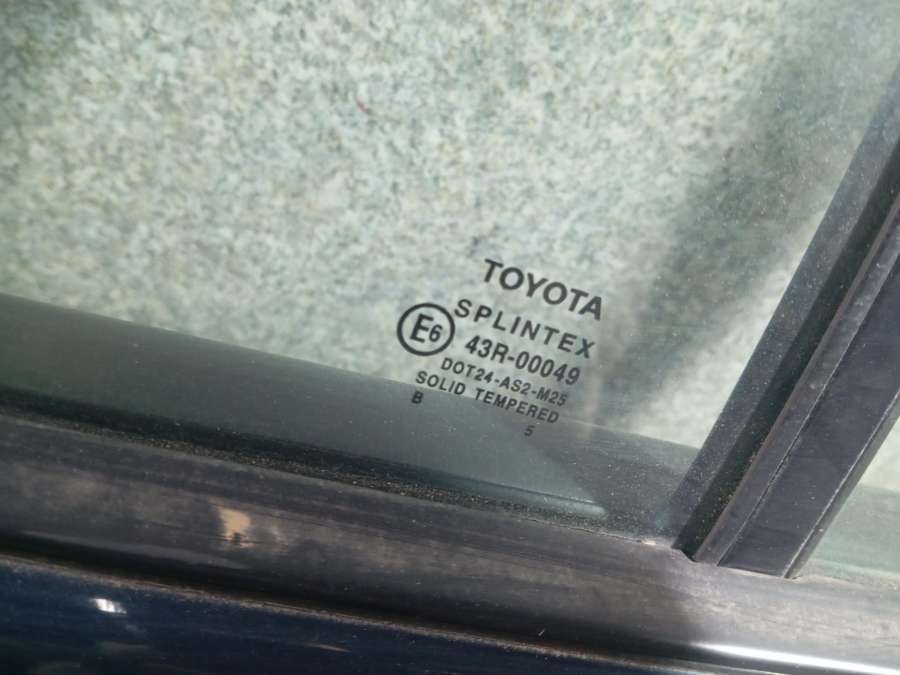 TOYOTA
SPLINTEX
E6 43R-00049
DOT24-AS2-M25
SOLID TEMPERED
B 5